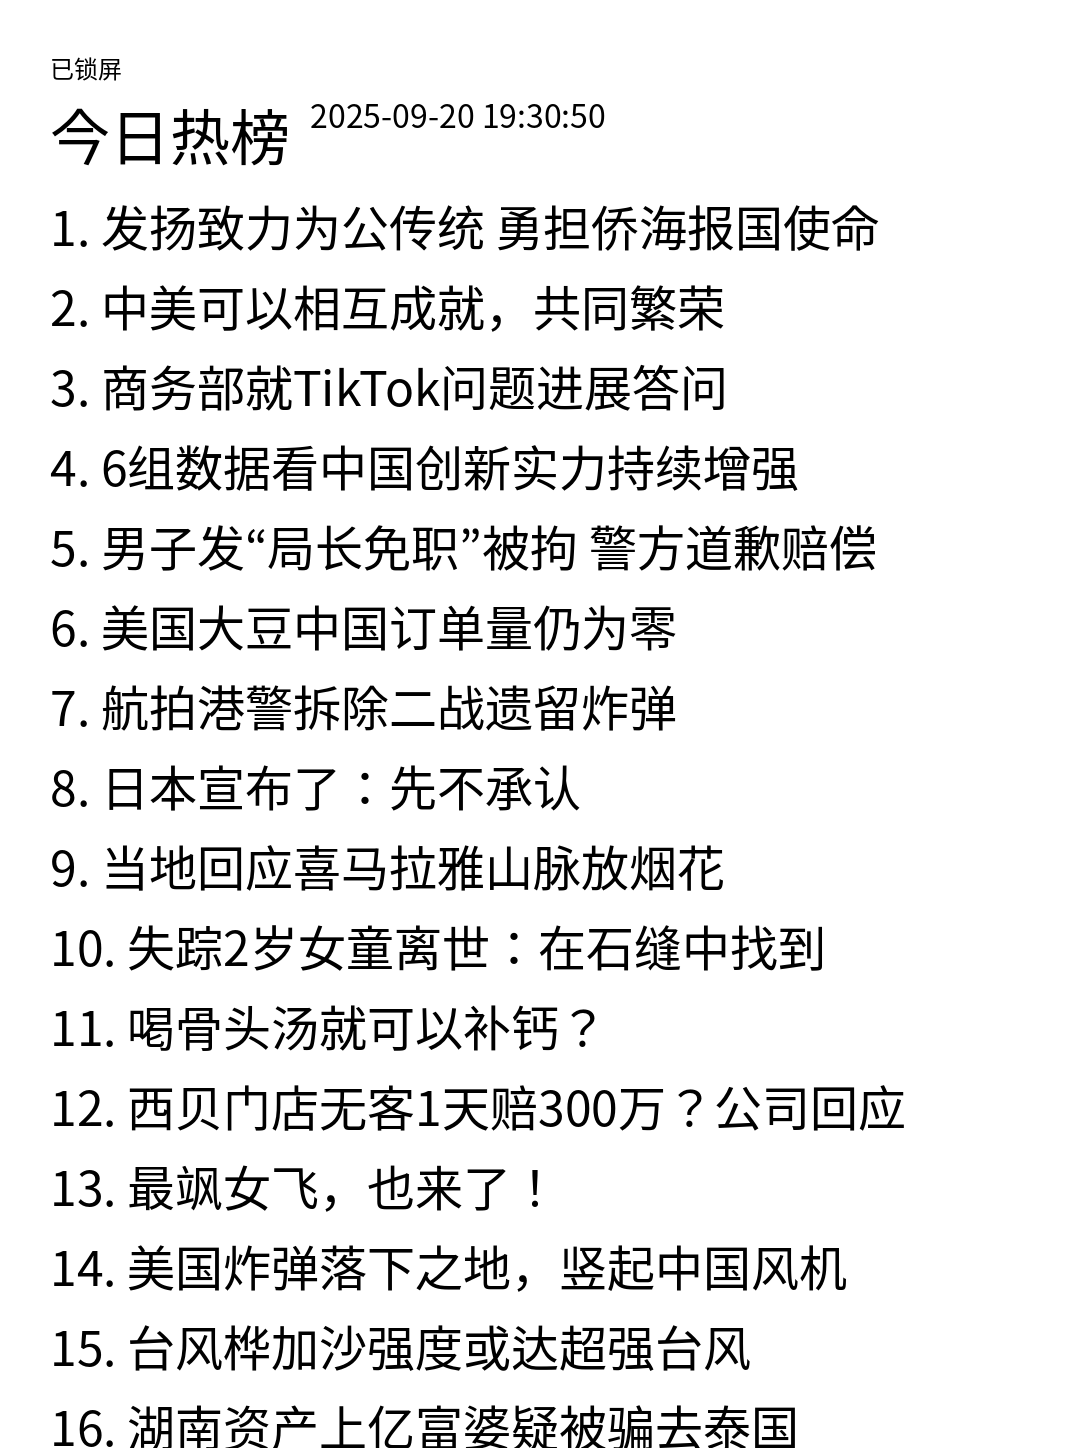 已锁屏
今日热榜 2025-09-20 19:30:50
1. 发扬致力为公传统 勇担侨海报国使命
2. 中美可以相互成就，共同繁荣
3. 商务部就TikTok问题进展答问
4. 6组数据看中国创新实力持续增强
5. 男子发“局长免职”被拘 警方道歉赔偿
6. 美国大豆中国订单量仍为零
7. 航拍港警拆除二战遗留炸弹
8. 日本宣布了：先不承认
9. 当地回应喜马拉雅山脉放烟花
10. 失踪2岁女童离世：在石缝中找到
11. 喝骨头汤就可以补钙？
12. 西贝门店无客1天赔300万？公司回应
13. 最飒女飞，也来了！
14. 美国炸弹落下之地，竖起中国风机
15. 台风桦加沙强度或达超强台风
16. 湖南资产上亿富婆疑被骗去泰国